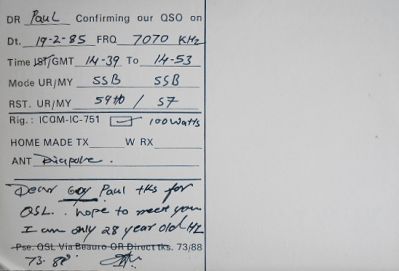 DR Paul Confirming our QSO on
Dt. 19-2-85 FRQ 7070 KHz
Time IST/GMT 14-39 To 14-53
Mode UR/MY SSB SSB
RST. UR/MY 59+10 / 57
Rig.: ICOM-IC-751 100 watts
HOME MADE TX W RX
ANT Dicpole.
Dear Paul tks for
QSL.. hope to meet you
I am only 28 year old HI
Pse. QSL Via Beauro OR Direct tks. 73/88
73. 88